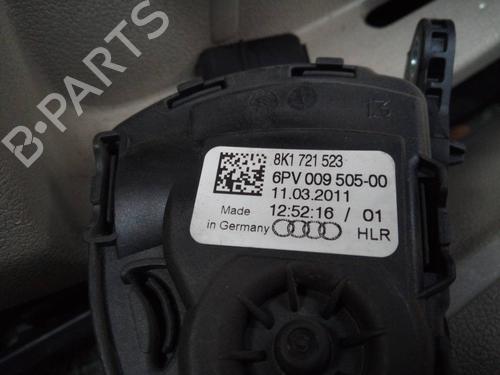 B-PARTS
13
8K1 721 523
6PV 009 505-00
11.03.2011
Made 12:52:16 / 01
in Germany HLR